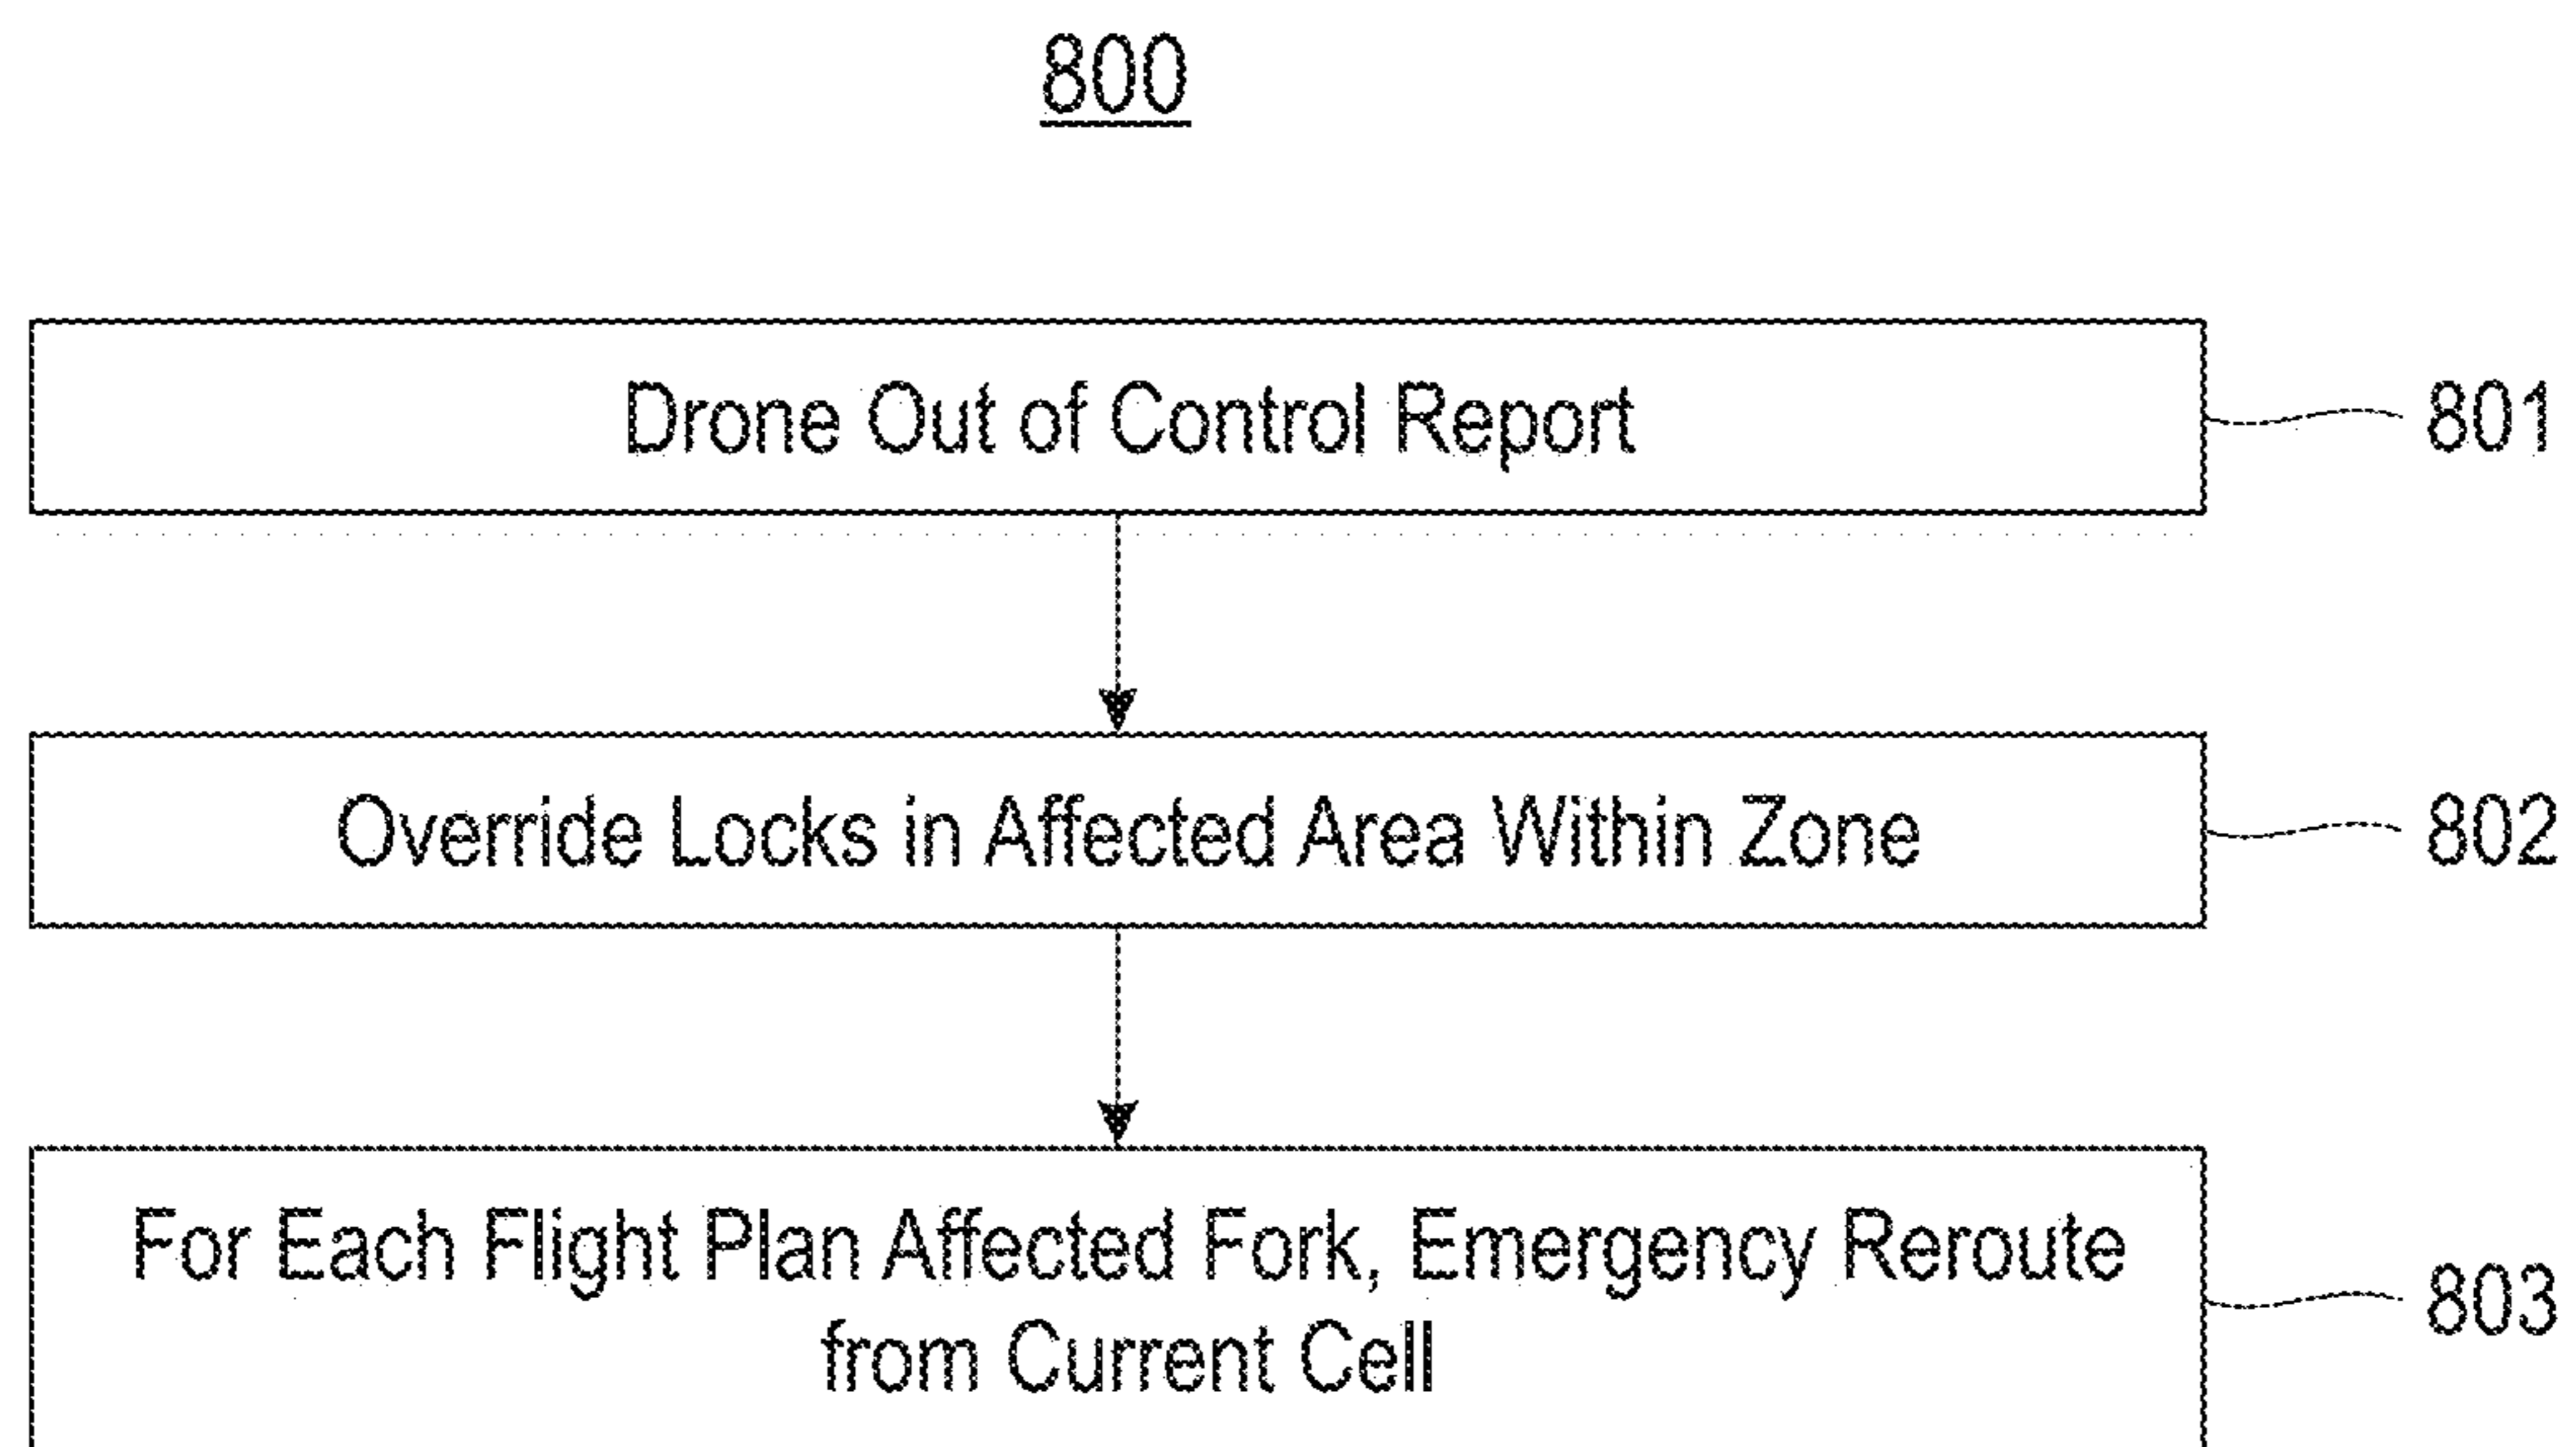 800
Drone Out of Control Report
801
Override Locks in Affected Area Within Zone
802
For Each Flight Plan Affected Fork, Emergency Reroute
from Current Cell
803